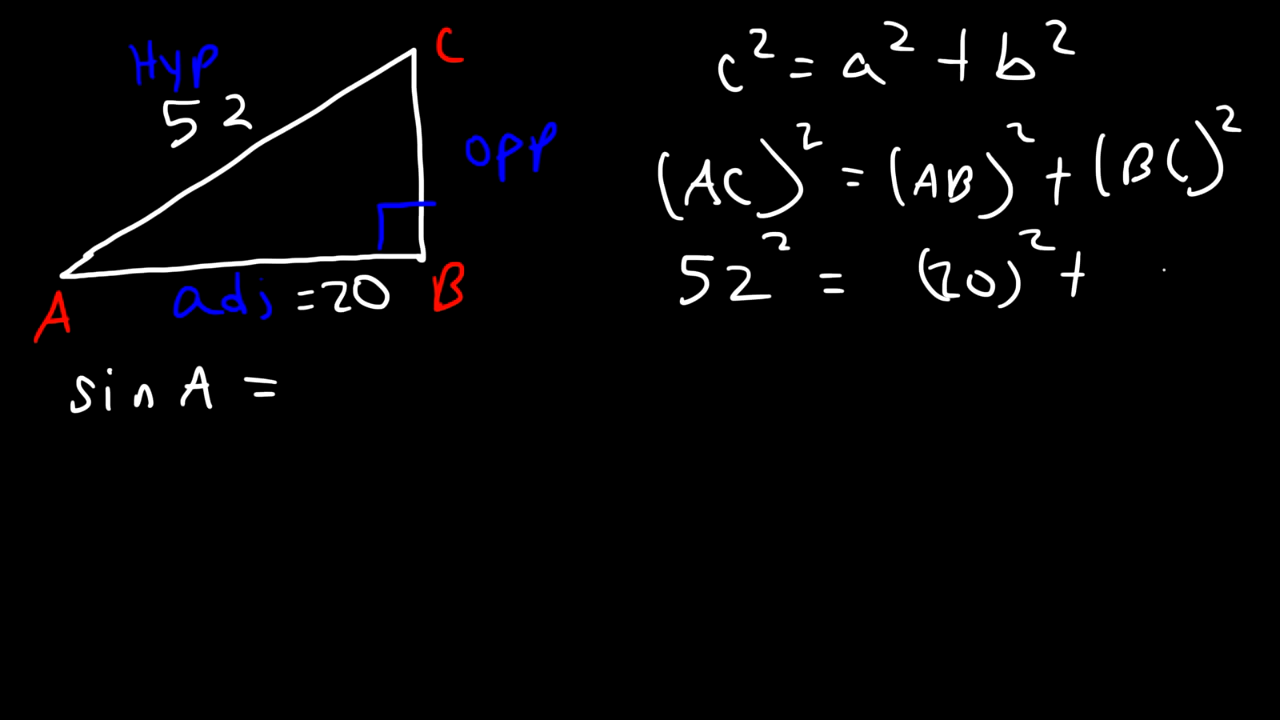 Hyp
52
C
opp
A
adj = 20
B
sin A =
c² = a² + b²
(AC)² = (AB)² + (BC)²
52² = (20)² +